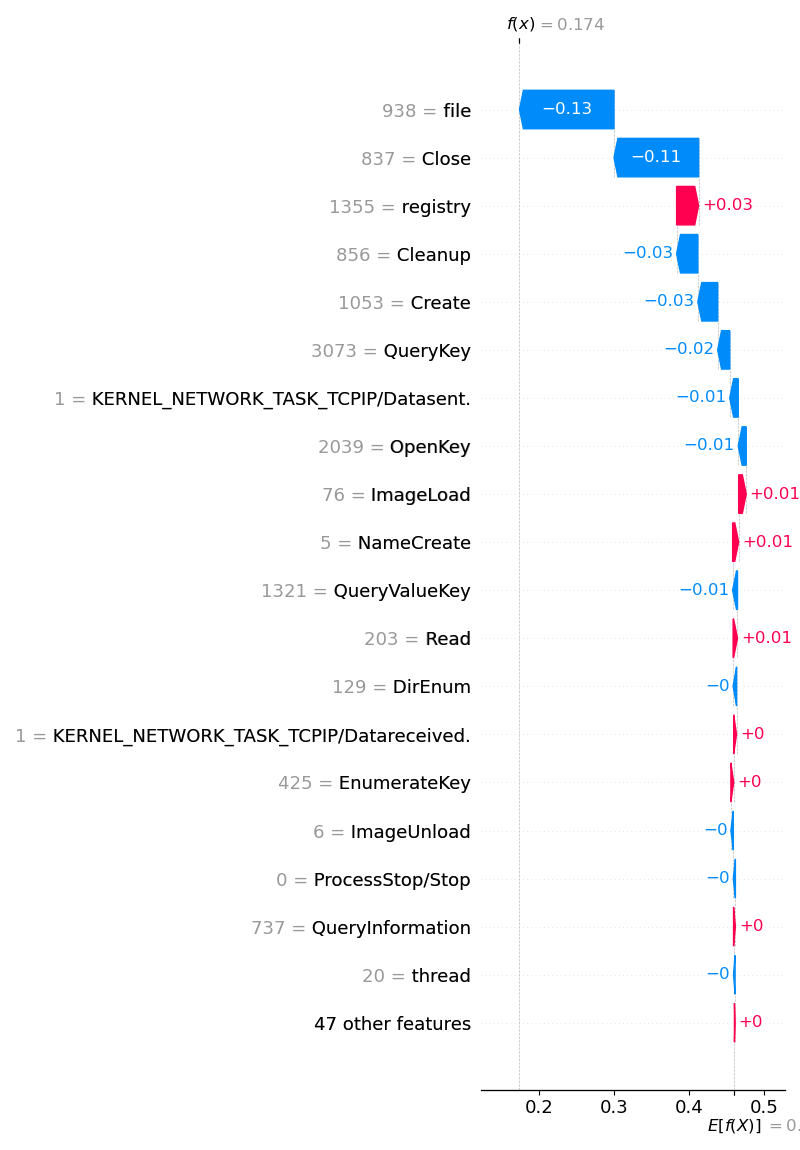 f(x) = 0.174
938 = file −0.13
837 = Close −0.11
1355 = registry +0.03
856 = Cleanup −0.03
1053 = Create −0.03
3073 = QueryKey −0.02
1 = KERNEL_NETWORK_TASK_TCPIP/Datasent. −0.01
2039 = OpenKey −0.01
76 = ImageLoad +0.01
5 = NameCreate +0.01
1321 = QueryValueKey −0.01
203 = Read +0.01
129 = DirEnum −0
1 = KERNEL_NETWORK_TASK_TCPIP/Datareceived. +0
425 = EnumerateKey +0
6 = ImageUnload −0
0 = ProcessStop/Stop −0
737 = QueryInformation +0
20 = thread −0
47 other features +0
0.2 0.3 0.4 0.5
E[f(X)] = 0.